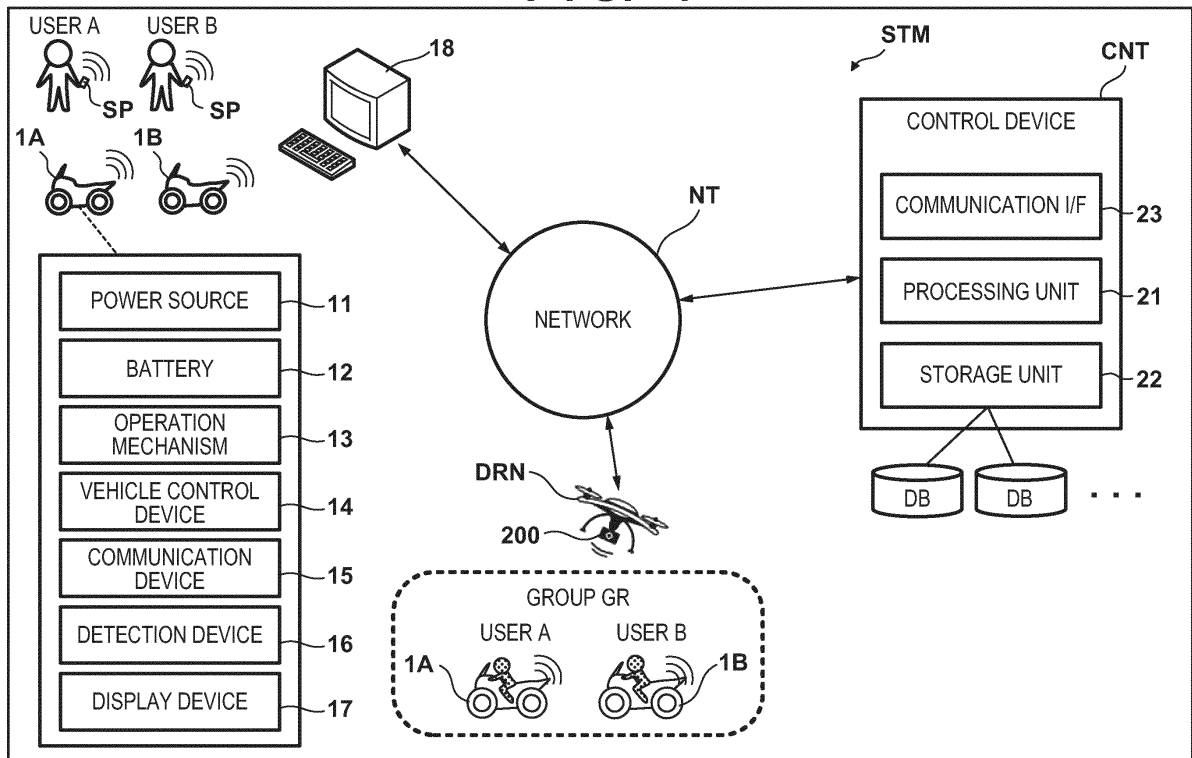 USER A
USER B
SP
SP
1A
1B
18
STM
CNT
CONTROL DEVICE
COMMUNICATION I/F
23
PROCESSING UNIT
21
STORAGE UNIT
22
DB
DB
. . .
NT
NETWORK
POWER SOURCE
11
BATTERY
12
OPERATION
MECHANISM
13
VEHICLE CONTROL
DEVICE
14
COMMUNICATION
DEVICE
15
DETECTION DEVICE
16
DISPLAY DEVICE
17
DRN
200
GROUP GR
USER A
USER B
1A
1B